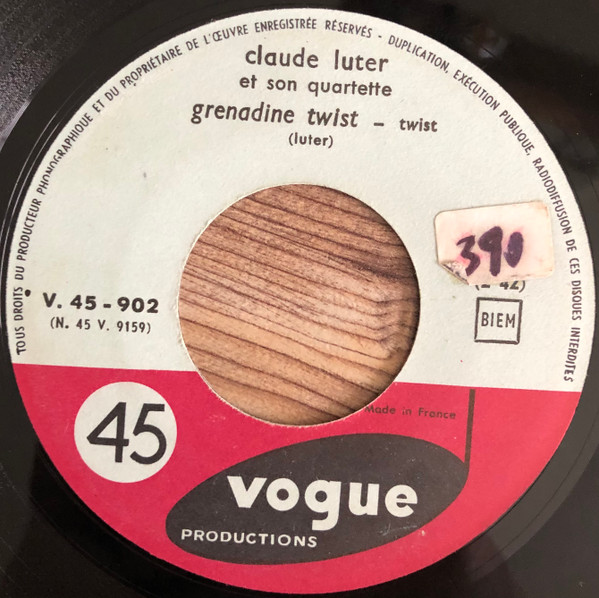 TOUS DROITS DU PRODUCTEUR PHONOGRAPHIQUE ET DU PROPRIÉTAIRE DE L'ŒUVRE ENREGISTRÉE RÉSERVÉS - DUPLICATION, EXÉCUTION PUBLIQUE, RADIODIFFUSION DE CES DISQUES INTERDITES
claude luter
et son quartette
grenadine twist - twist
(luter)
390
V. 45 - 902
(N. 45 V. 9159)
BIEM
Made in France
45
vogue
PRODUCTIONS